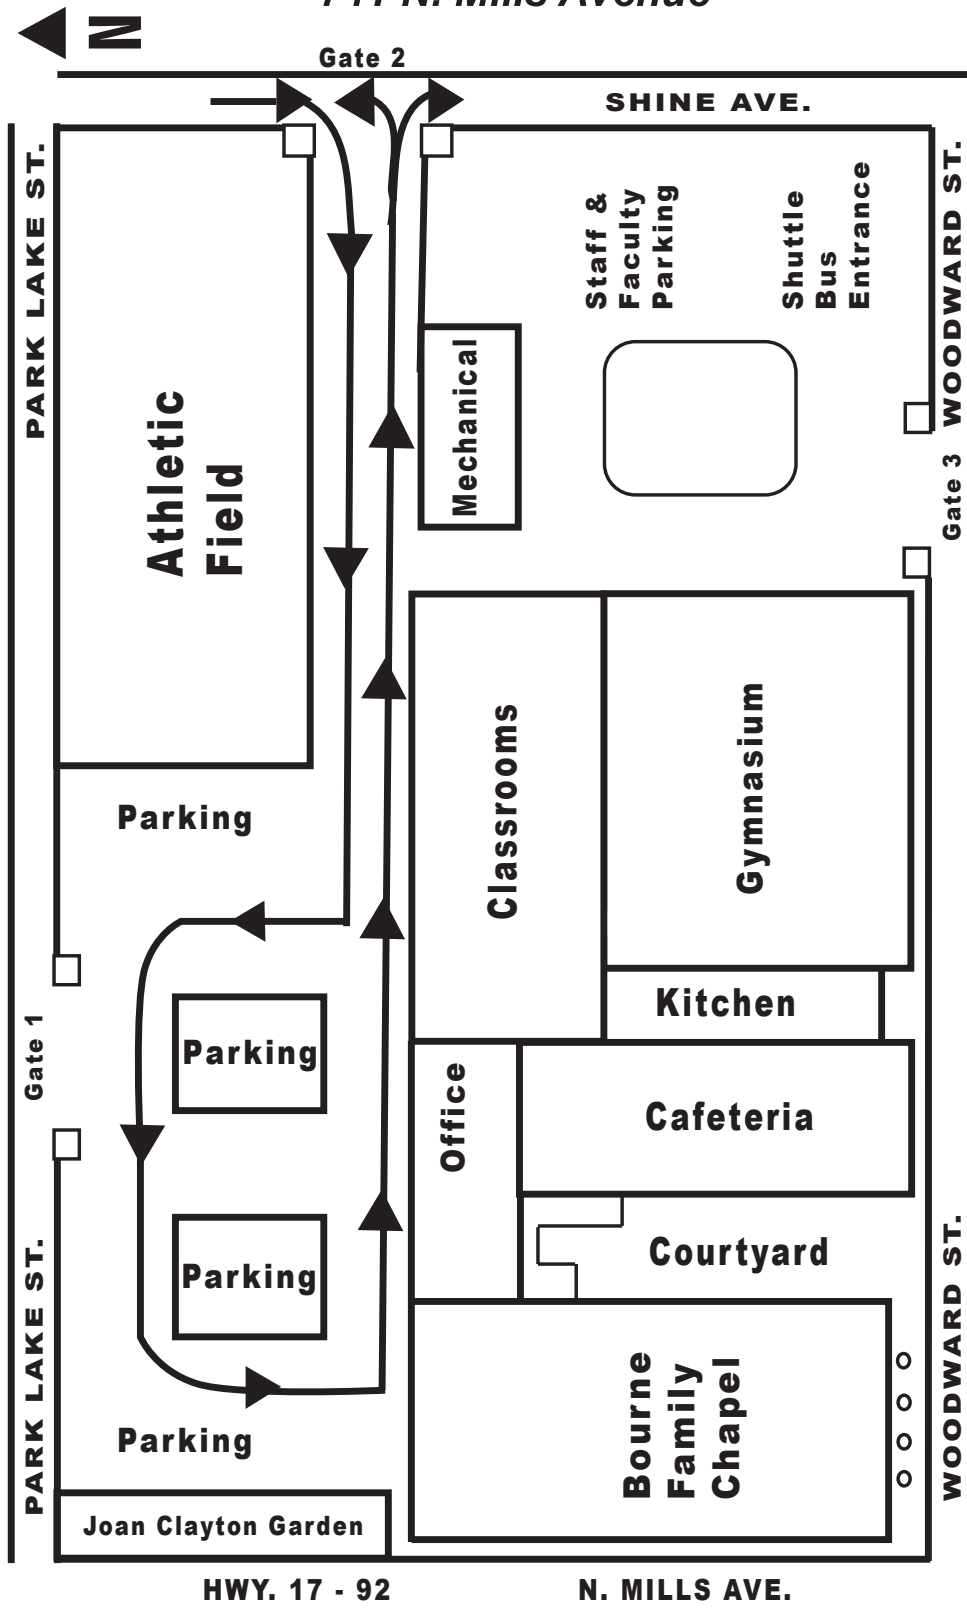 N. Mills Avenue
N
Gate 2
SHINE AVE.
PARK LAKE ST.
WOODWARD ST.
Staff &
Faculty
Parking
Shuttle
Bus
Entrance
Athletic
Field
Mechanical
Gate 3
Classrooms
Gymnasium
Parking
Kitchen
Gate 1
Parking
Office
Cafeteria
Parking
Courtyard
PARK LAKE ST.
WOODWARD ST.
Bourne
Family
Chapel
Parking
Joan Clayton Garden
HWY. 17 - 92
N. MILLS AVE.